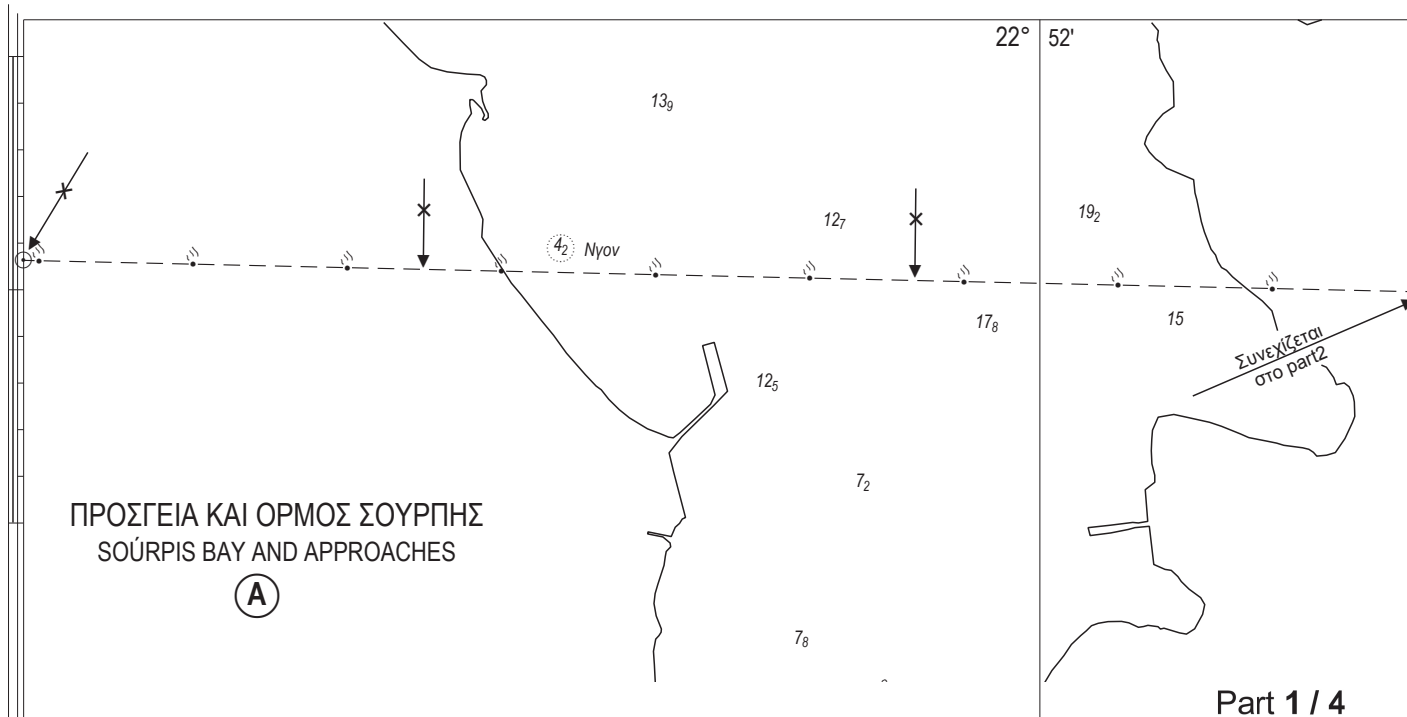 22° 52'
13₉
12₇
19₂
4₂ Νγον
17₈
15
Συνεχίζεται
στο part2
12₅
7₂
ΠΡΟΣΓΕΙΑ ΚΑΙ ΟΡΜΟΣ ΣΟΥΡΠΗΣ
SOÚRPIS BAY AND APPROACHES
A
7₈
Part 1 / 4